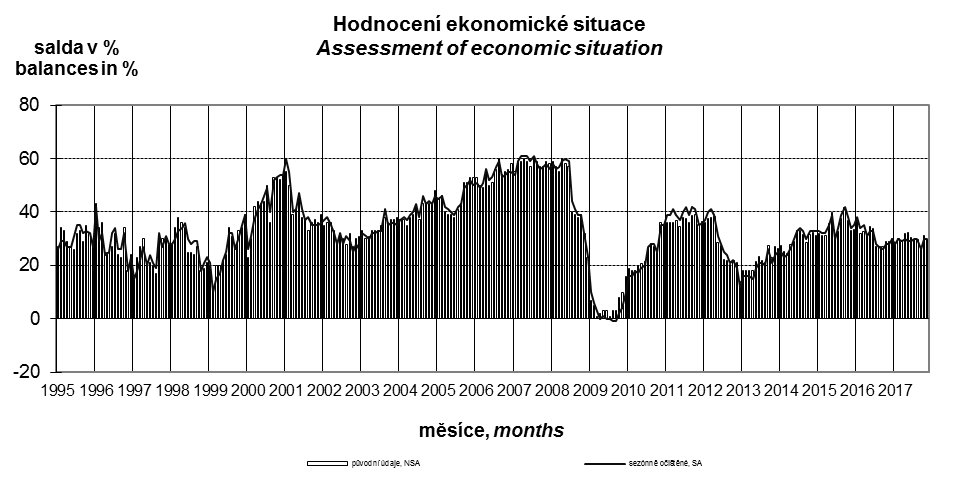 Hodnocení ekonomické situace
Assessment of economic situation
salda v %
balances in %
80
60
40
20
0
-20
1995 1996 1997 1998 1999 2000 2001 2002 2003 2004 2005 2006 2007 2008 2009 2010 2011 2012 2013 2014 2015 2016 2017
měsíce, months
původní údaje, NSA
sezónně očištěné, SA